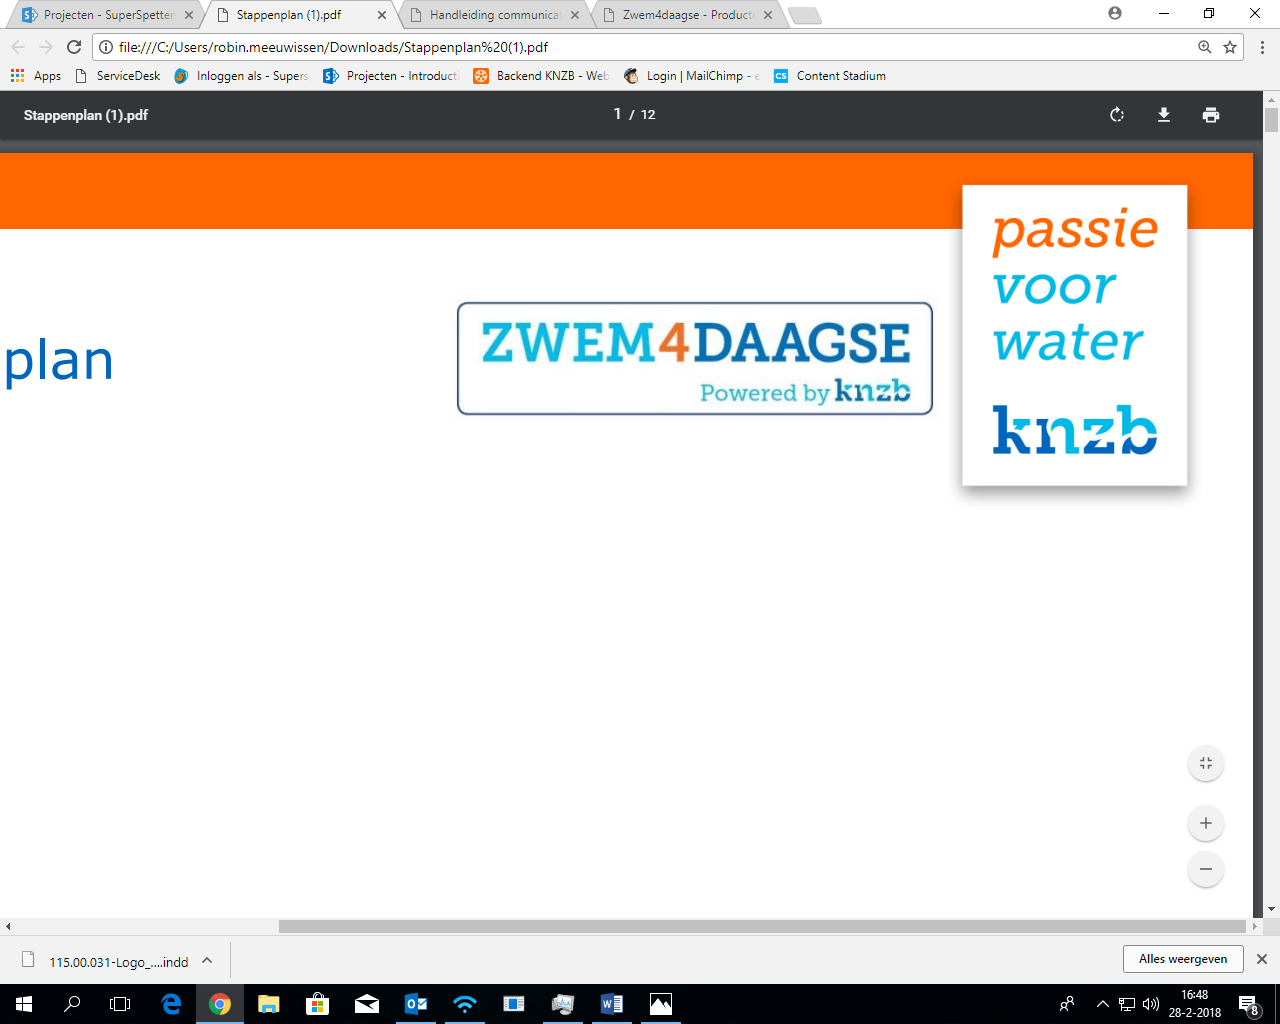 Projecten - SuperSpetter
Stappenplan (1).pdf
Handleiding communica
Zwem4daagse - Product
file:///C:/Users/robin.meeuwissen/Downloads/Stappenplan%20(1).pdf
Apps
ServiceDesk
Inloggen als - Supers
Projecten - Introducti
Backend KNZB - Web
Login | MailChimp - e
CS Content Stadium
Stappenplan (1).pdf
1 / 12
passie
voor
water
knzb
plan
ZWEM4DAAGSE
Powered by knzb
115.00.031-Logo_....indd
Alles weergeven
16:48
28-2-2018
8